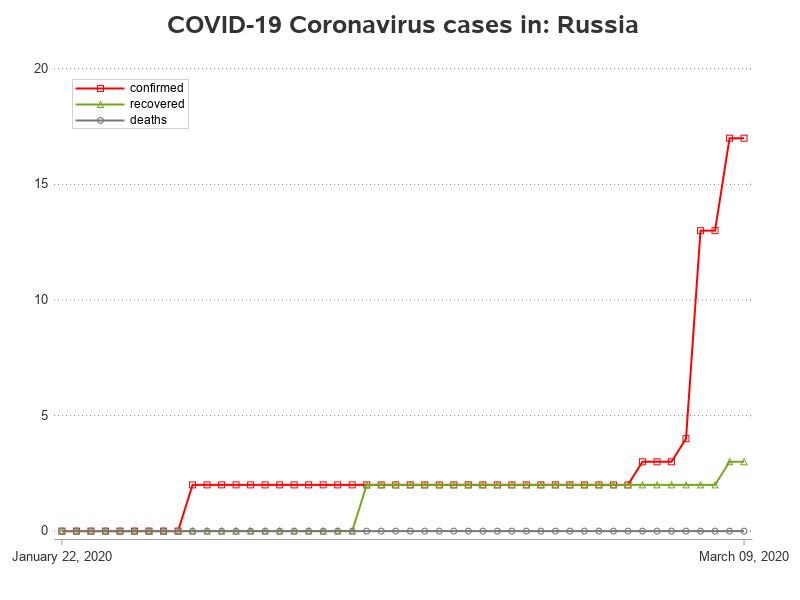 COVID-19 Coronavirus cases in: Russia
20
confirmed
recovered
deaths
15
10
5
0
January 22, 2020
March 09, 2020